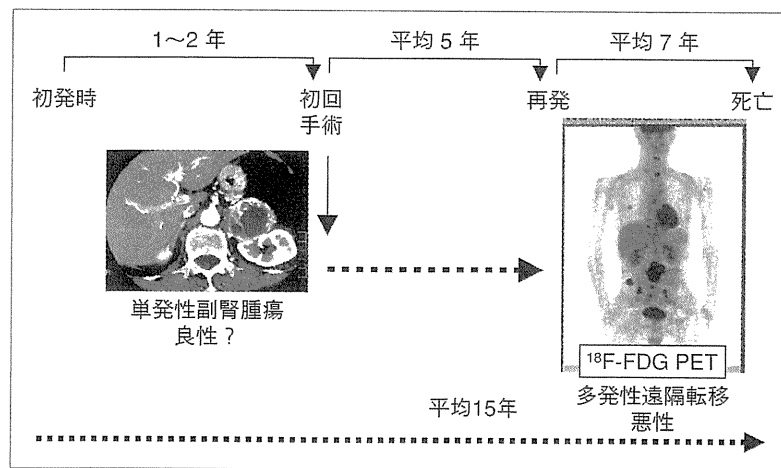 1〜2 年
平均 5 年
平均 7 年
初発時
初回
手術
再発
死亡
単発性副腎腫瘍
良性?
¹⁸F-FDG PET
多発性遠隔転移
悪性
平均15年